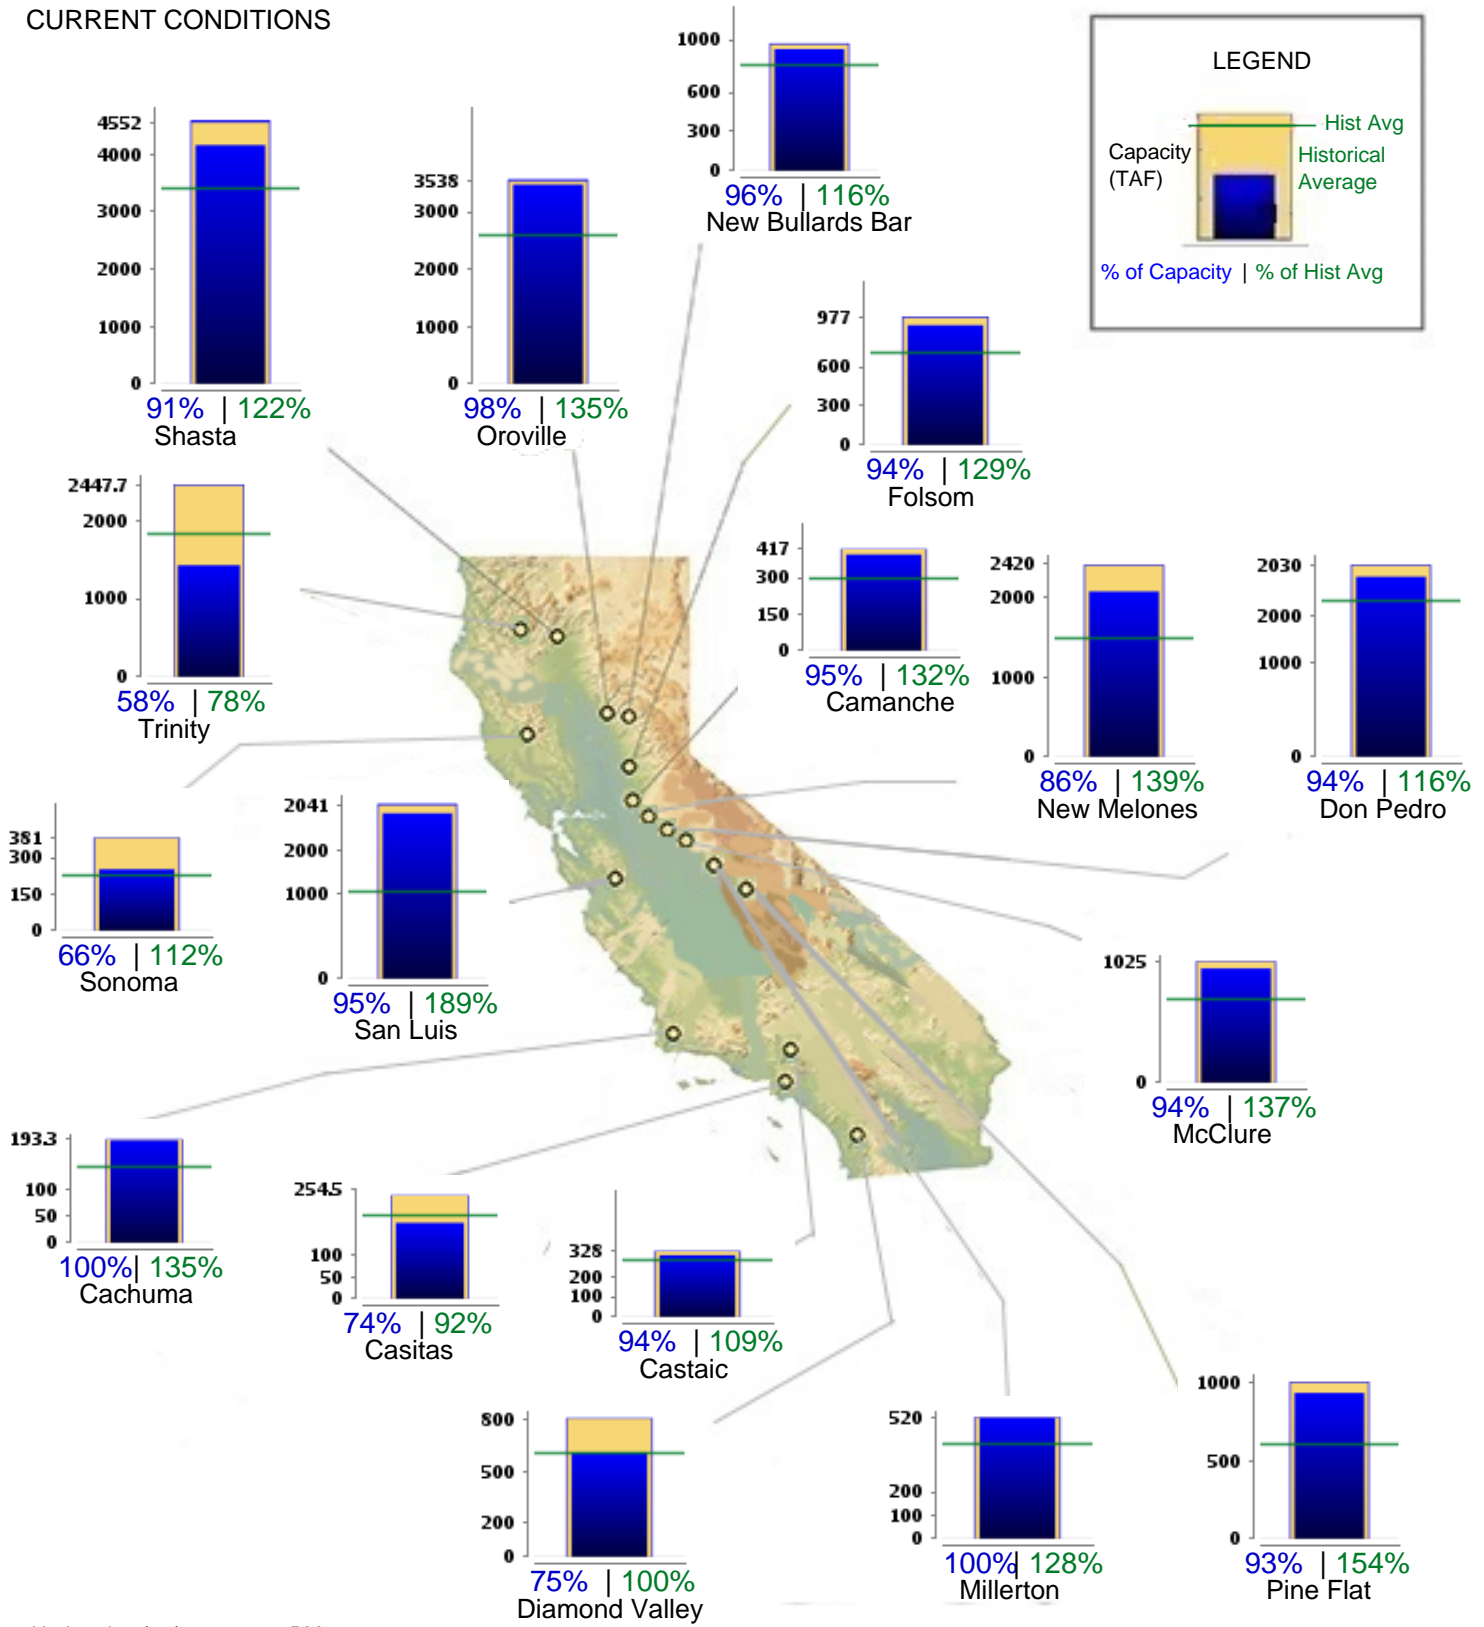 CURRENT CONDITIONS
1000
600
300
0
96% | 116%
New Bullards Bar
LEGEND
Hist Avg
Capacity
(TAF)
Historical
Average
% of Capacity | % of Hist Avg
4552
4000
3000
2000
1000
0
91% | 122%
Shasta
3538
3000
2000
1000
0
98% | 135%
Oroville
977
600
300
0
94% | 129%
Folsom
2447.7
2000
1000
0
58% | 78%
Trinity
417
300
150
0
95% | 132%
Camanche
2420
2000
1000
0
86% | 139%
New Melones
2030
2000
1000
0
94% | 116%
Don Pedro
381
300
150
0
66% | 112%
Sonoma
2041
2000
1000
0
95% | 189%
San Luis
1025
0
94% | 137%
McClure
193.3
100
50
0
100% | 135%
Cachuma
254.5
100
50
0
74% | 92%
Casitas
328
200
100
0
94% | 109%
Castaic
800
500
200
0
75% | 100%
Diamond Valley
520
200
100
0
100% | 128%
Millerton
1000
500
0
93% | 154%
Pine Flat